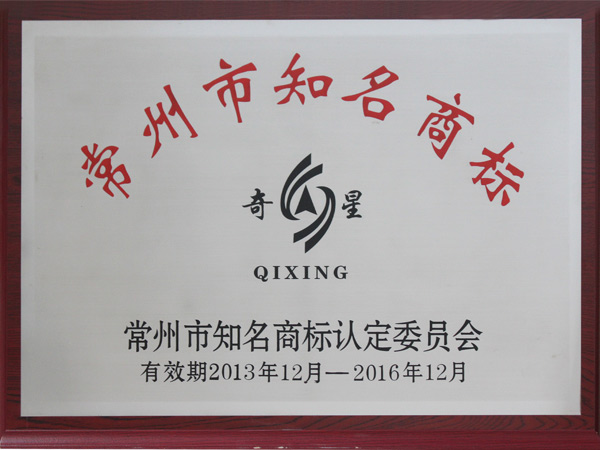 常州市知名商标
奇星
QIXING
常州市知名商标认定委员会
有效期2013年12月—2016年12月